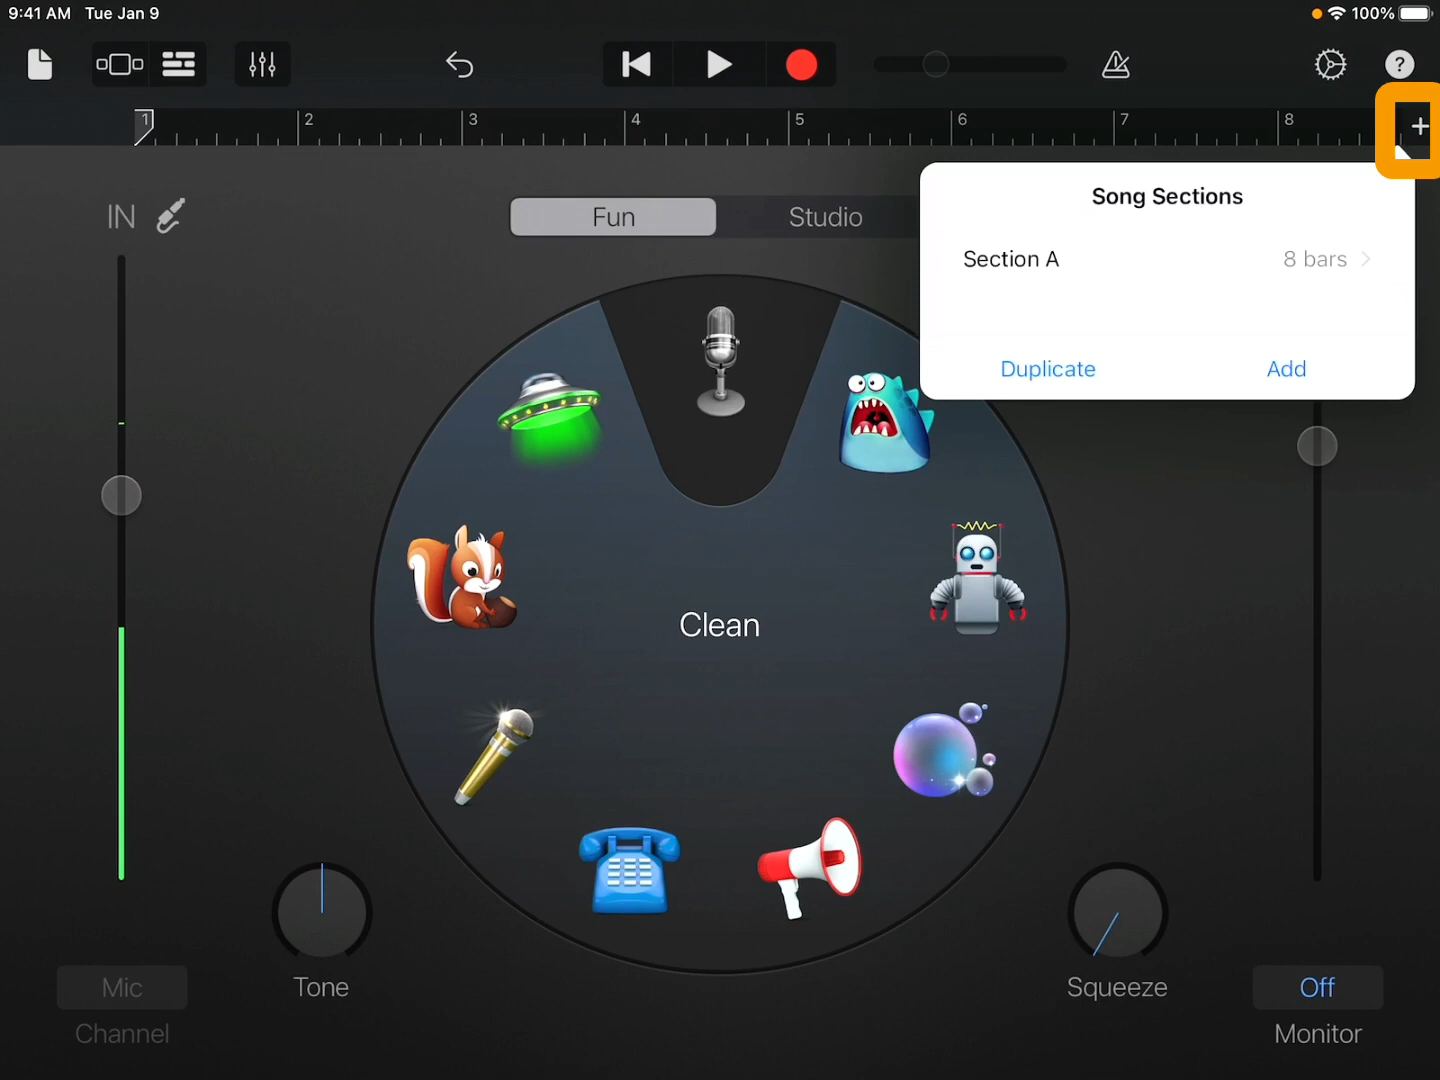 9:41 AM Tue Jan 9
100%
?
1 2 3 4 5 6 7 8 +
Song Sections
IN
Fun Studio
Section A 8 bars
Duplicate Add
Clean
Tone
Squeeze
Mic
Off
Channel
Monitor